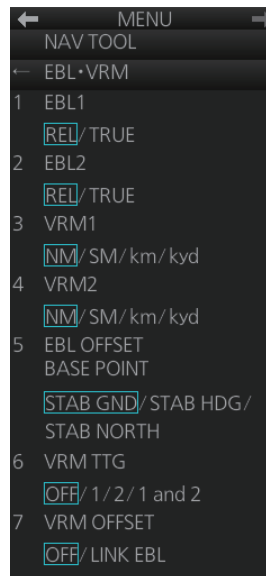 MENU
NAV TOOL
← EBL•VRM
1 EBL1
REL/TRUE
2 EBL2
REL/TRUE
3 VRM1
NM/SM/km/kyd
4 VRM2
NM/SM/km/kyd
5 EBL OFFSET
BASE POINT
STAB GND/STAB HDG/
STAB NORTH
6 VRM TTG
OFF/1/2/1 and 2
7 VRM OFFSET
OFF/LINK EBL